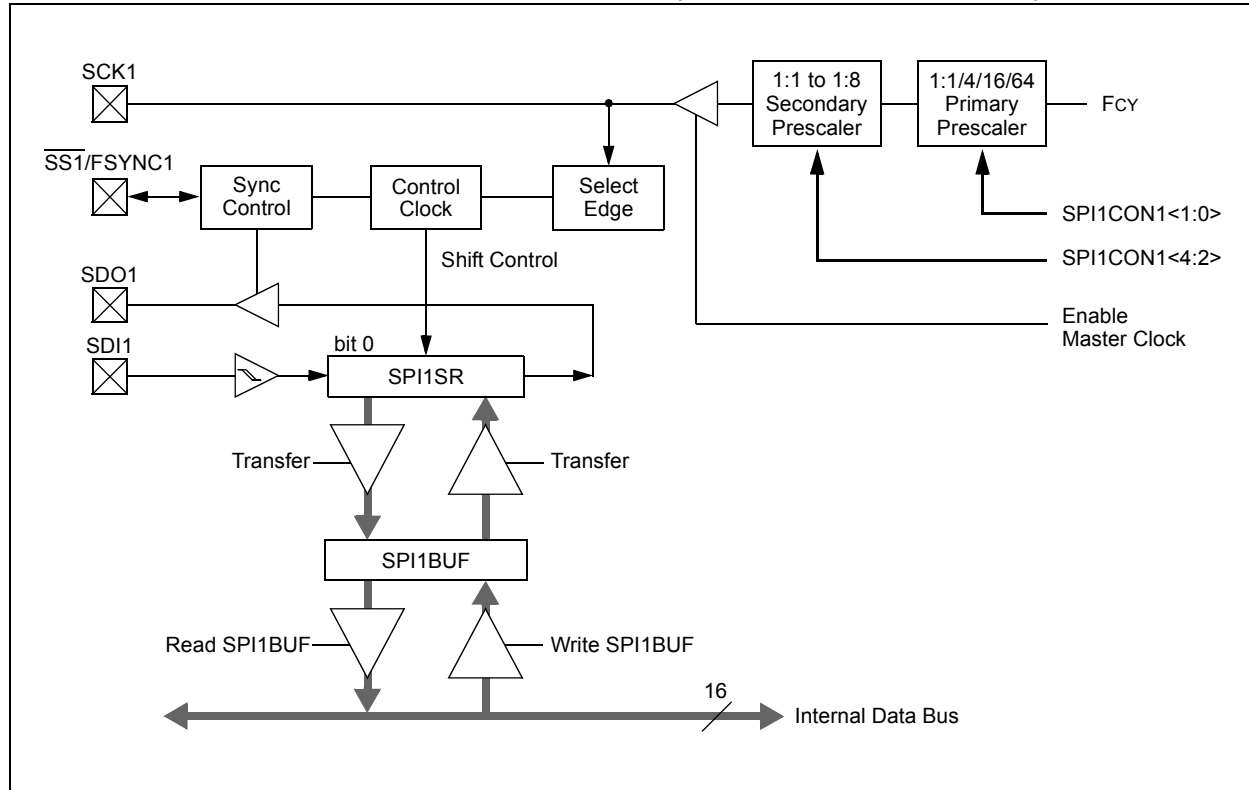 SCK1
1:1 to 1:8
Secondary
Prescaler
1:1/4/16/64
Primary
Prescaler
FCY
SS1/FSYNC1
Sync
Control
Control
Clock
Select
Edge
SPI1CON1<1:0>
Shift Control
SPI1CON1<4:2>
SDO1
Enable
Master Clock
SDI1
bit 0
SPI1SR
Transfer
Transfer
SPI1BUF
Read SPI1BUF
Write SPI1BUF
16
Internal Data Bus